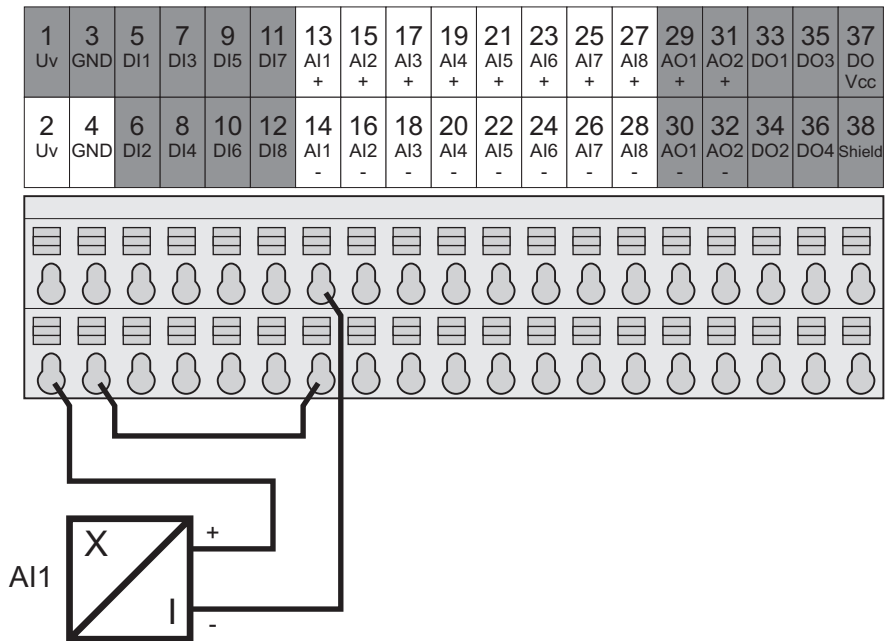 1 3 5 7 9 11 13 15 17 19 21 23 25 27 29 31 33 35 37
Uv GND DI1 DI3 DI5 DI7 AI1 AI2 AI3 AI4 AI5 AI6 AI7 AI8 AO1 AO2 DO1 DO3 DO
+ + + + + + + + + + Vcc
2 4 6 8 10 12 14 16 18 20 22 24 26 28 30 32 34 36 38
Uv GND DI2 DI4 DI6 DI8 AI1 AI2 AI3 AI4 AI5 AI6 AI7 AI8 AO1 AO2 DO2 DO4 Shield
- - - - - - - - - -
X +
AI1
I -